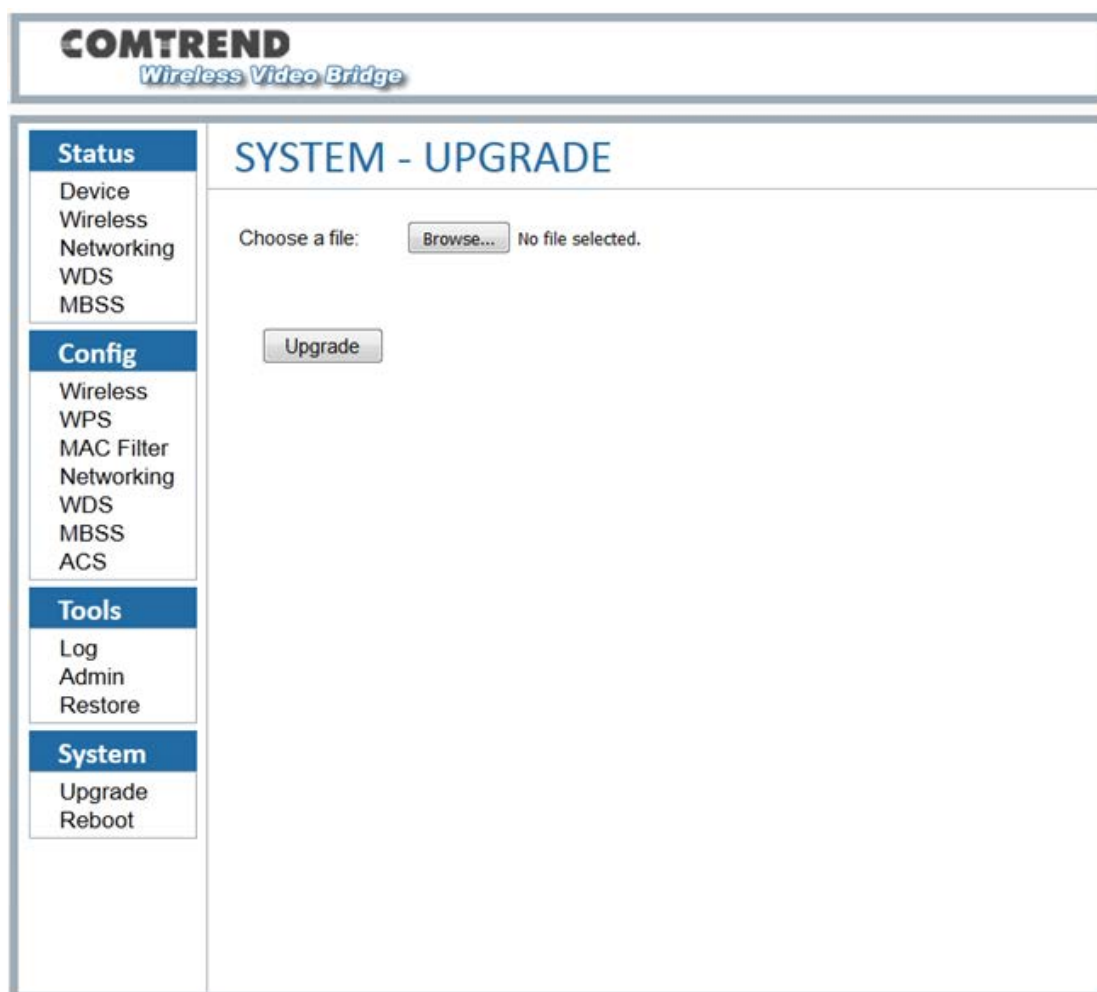 COMTREND
Wireless Video Bridge
Status
Device
Wireless
Networking
WDS
MBSS
Config
Wireless
WPS
MAC Filter
Networking
WDS
MBSS
ACS
Tools
Log
Admin
Restore
System
Upgrade
Reboot
SYSTEM - UPGRADE
Choose a file: Browse... No file selected.
Upgrade